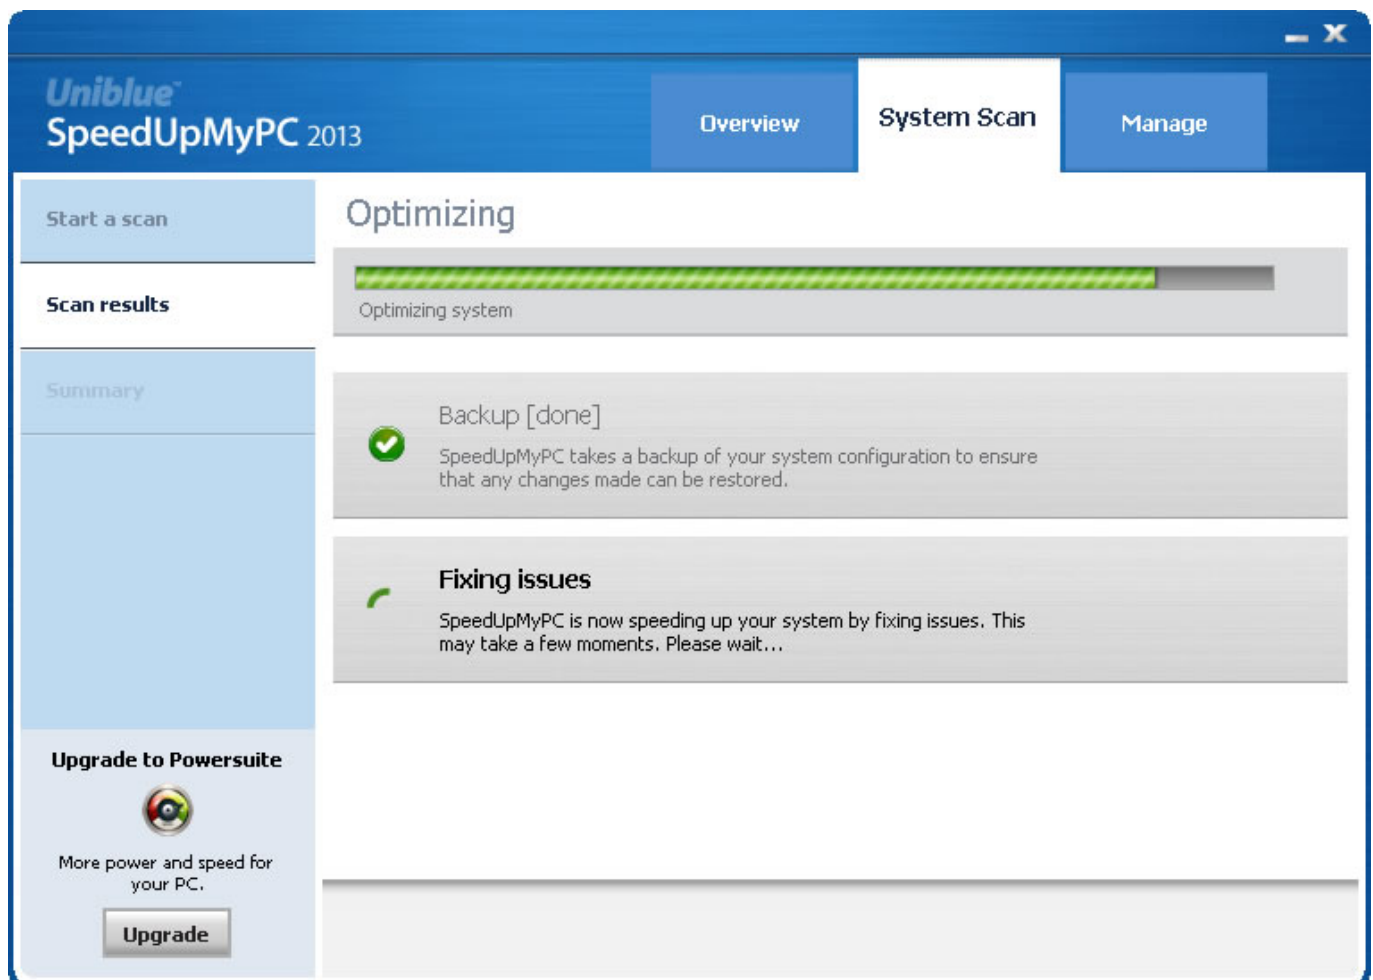 Uniblue™
SpeedUpMyPC 2013
Overview
System Scan
Manage
Start a scan
Scan results
Summary
Optimizing
Optimizing system
Backup [done]
SpeedUpMyPC takes a backup of your system configuration to ensure
that any changes made can be restored.
Fixing issues
SpeedUpMyPC is now speeding up your system by fixing issues. This
may take a few moments. Please wait...
Upgrade to Powersuite
More power and speed for
your PC.
Upgrade